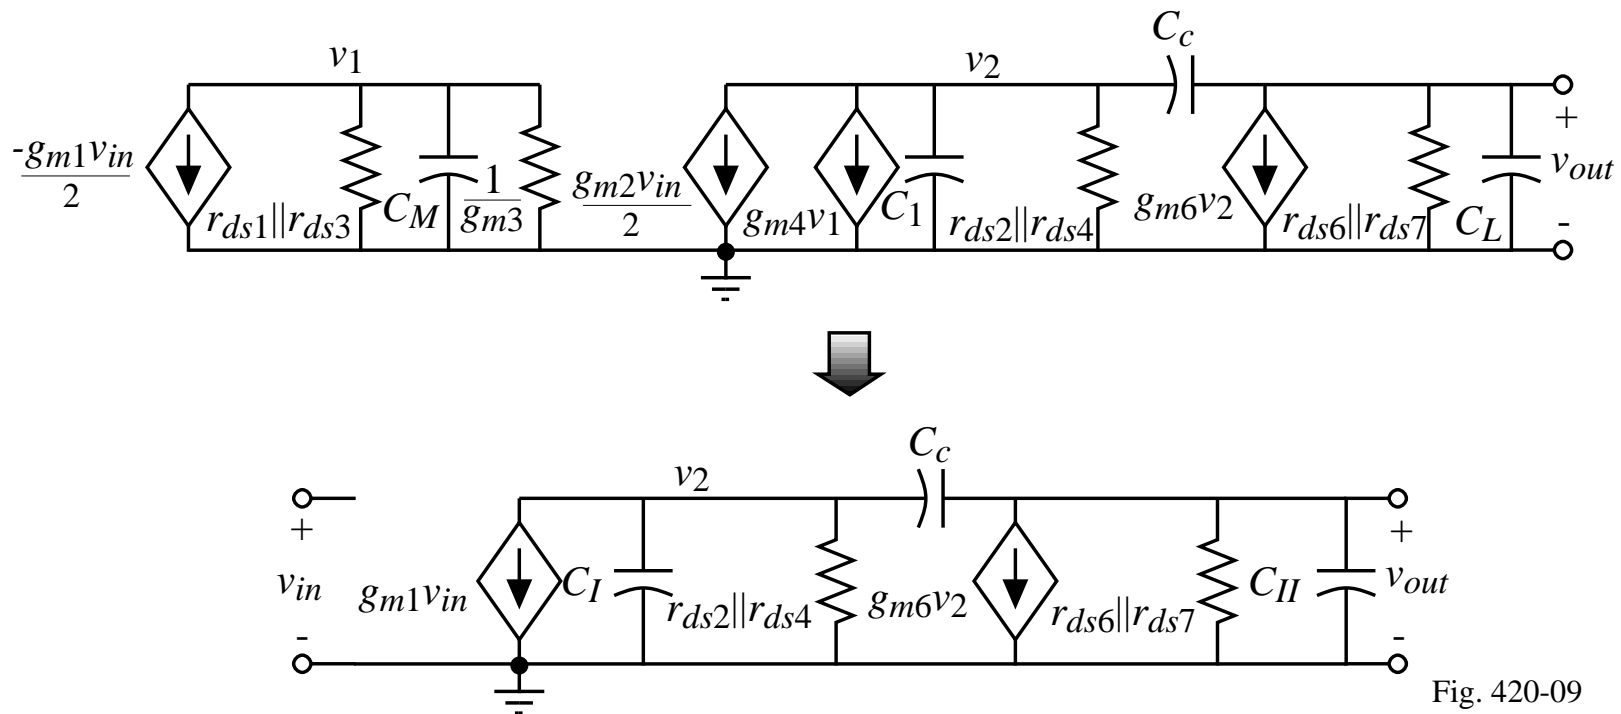 v1
v2
Cc
-gm1vin
2
rds1||rds3
CM
1
gm3
gm2vin
2
gm4v1
C1
rds2||rds4
gm6v2
rds6||rds7
CL
+
vout
-
Cc
v2
+
vin
-
gm1vin
CI
rds2||rds4
gm6v2
rds6||rds7
CII
+
vout
-
Fig. 420-09